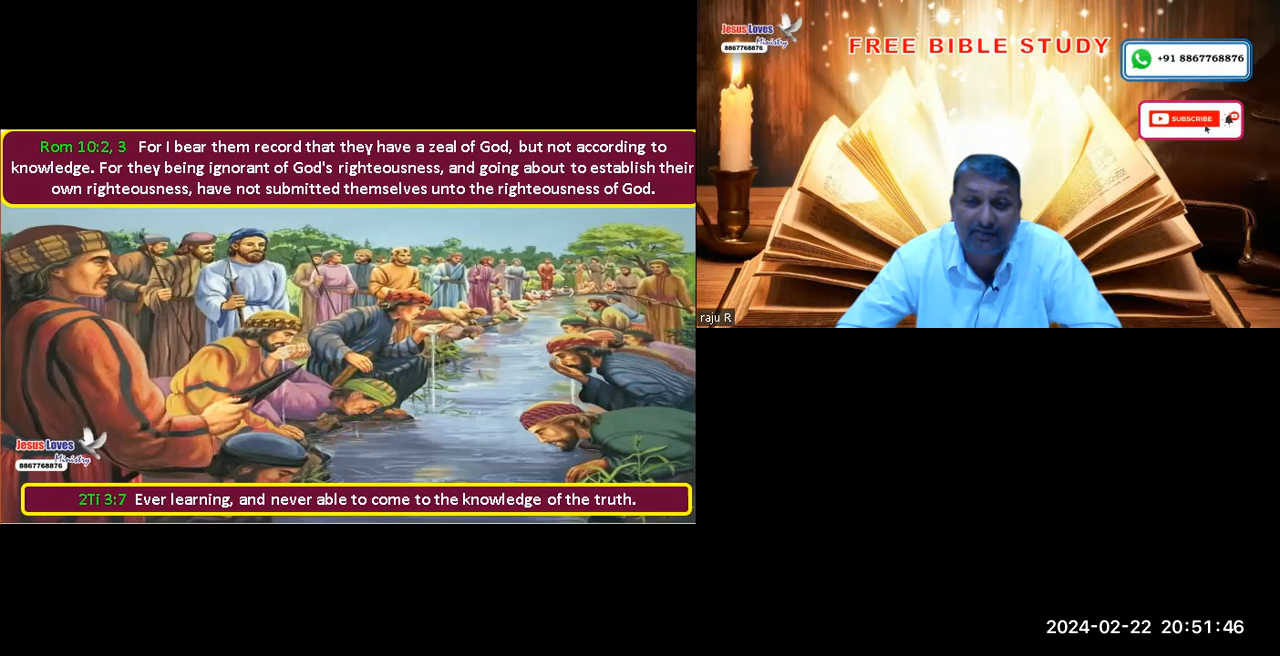 Rom 10:2, 3 For I bear them record that they have a zeal of God, but not according to
knowledge. For they being ignorant of God's righteousness, and going about to establish their
own righteousness, have not submitted themselves unto the righteousness of God.
Jesus Loves
Ministry
8867768876
2Ti 3:7 Ever learning, and never able to come to the knowledge of the truth.
Jesus Loves
Ministry
8867768876
FREE BIBLE STUDY
+91 8867768876
SUBSCRIBE
raju R
2024-02-22 20:51:46